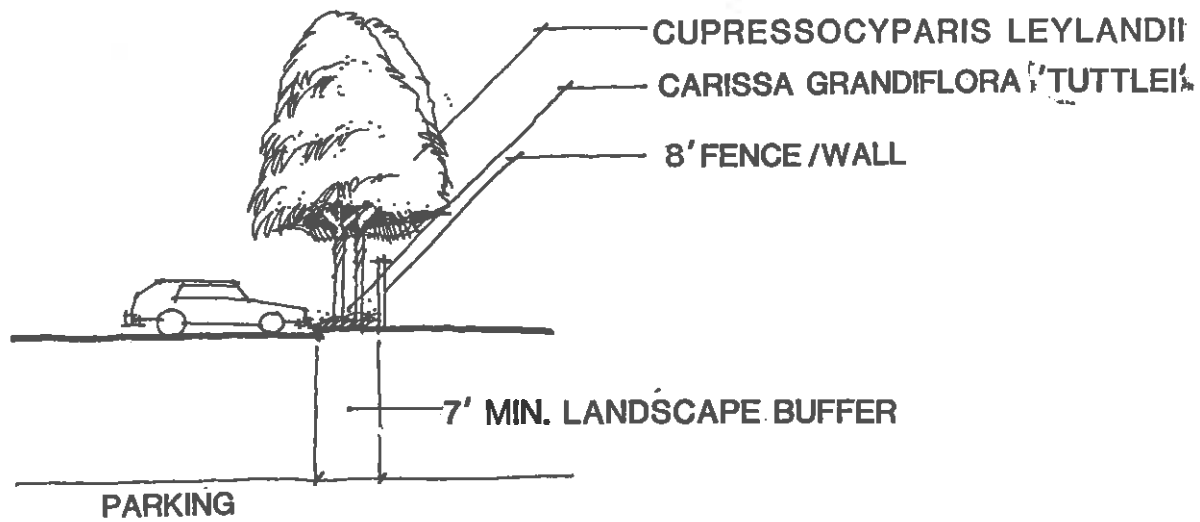 CUPRESSOCYPARIS LEYLANDII
CARISSA GRANDIFLORA 'TUTTLEI'
8' FENCE/WALL
7' MIN. LANDSCAPE BUFFER
PARKING